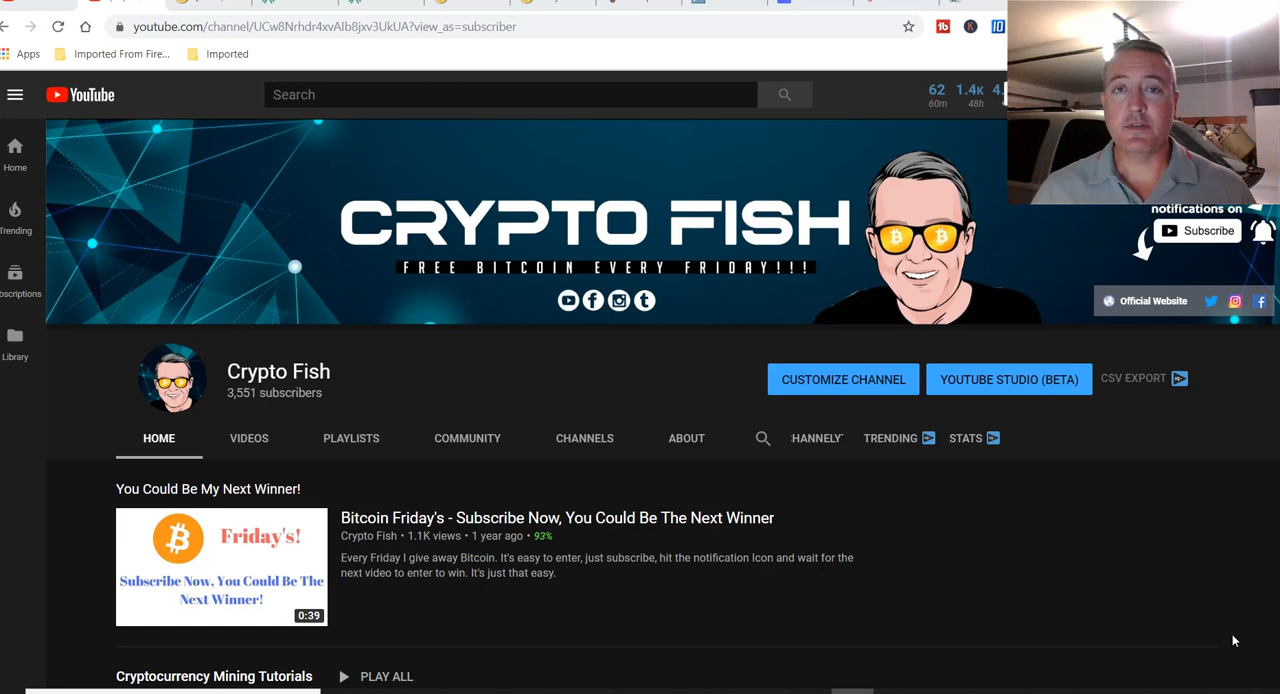 youtube.com/channel/UCw8Nrhdr4xvAIb8jxv3UkUA?view_as=subscriber
Apps
Imported From Fire...
Imported
YouTube
Search
62
1.4K
4.
60m
48h
Home
Trending
bscriptions
Library
CRYPTO FISH
FREE BITCOIN EVERY FRIDAY!!!
notifications on
Subscribe
Official Website
Crypto Fish
3,551 subscribers
CUSTOMIZE CHANNEL
YOUTUBE STUDIO (BETA)
CSV EXPORT
HOME
VIDEOS
PLAYLISTS
COMMUNITY
CHANNELS
ABOUT
HANNELY
TRENDING
STATS
You Could Be My Next Winner!
Friday's!
Subscribe Now, You Could Be The
Next Winner!
0:39
Bitcoin Friday's - Subscribe Now, You Could Be The Next Winner
Crypto Fish • 1.1K views • 1 year ago • 93%
Every Friday I give away Bitcoin. It's easy to enter, just subscribe, hit the notification Icon and wait for the
next video to enter to win. It's just that easy.
Cryptocurrency Mining Tutorials
PLAY ALL